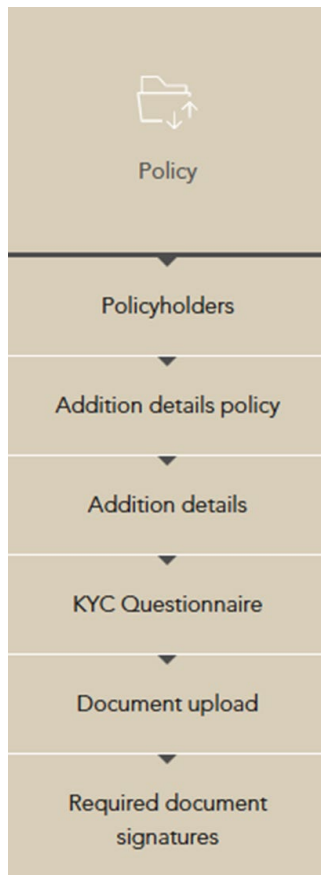 Policy
Policyholders
Addition details policy
Addition details
KYC Questionnaire
Document upload
Required document
signatures